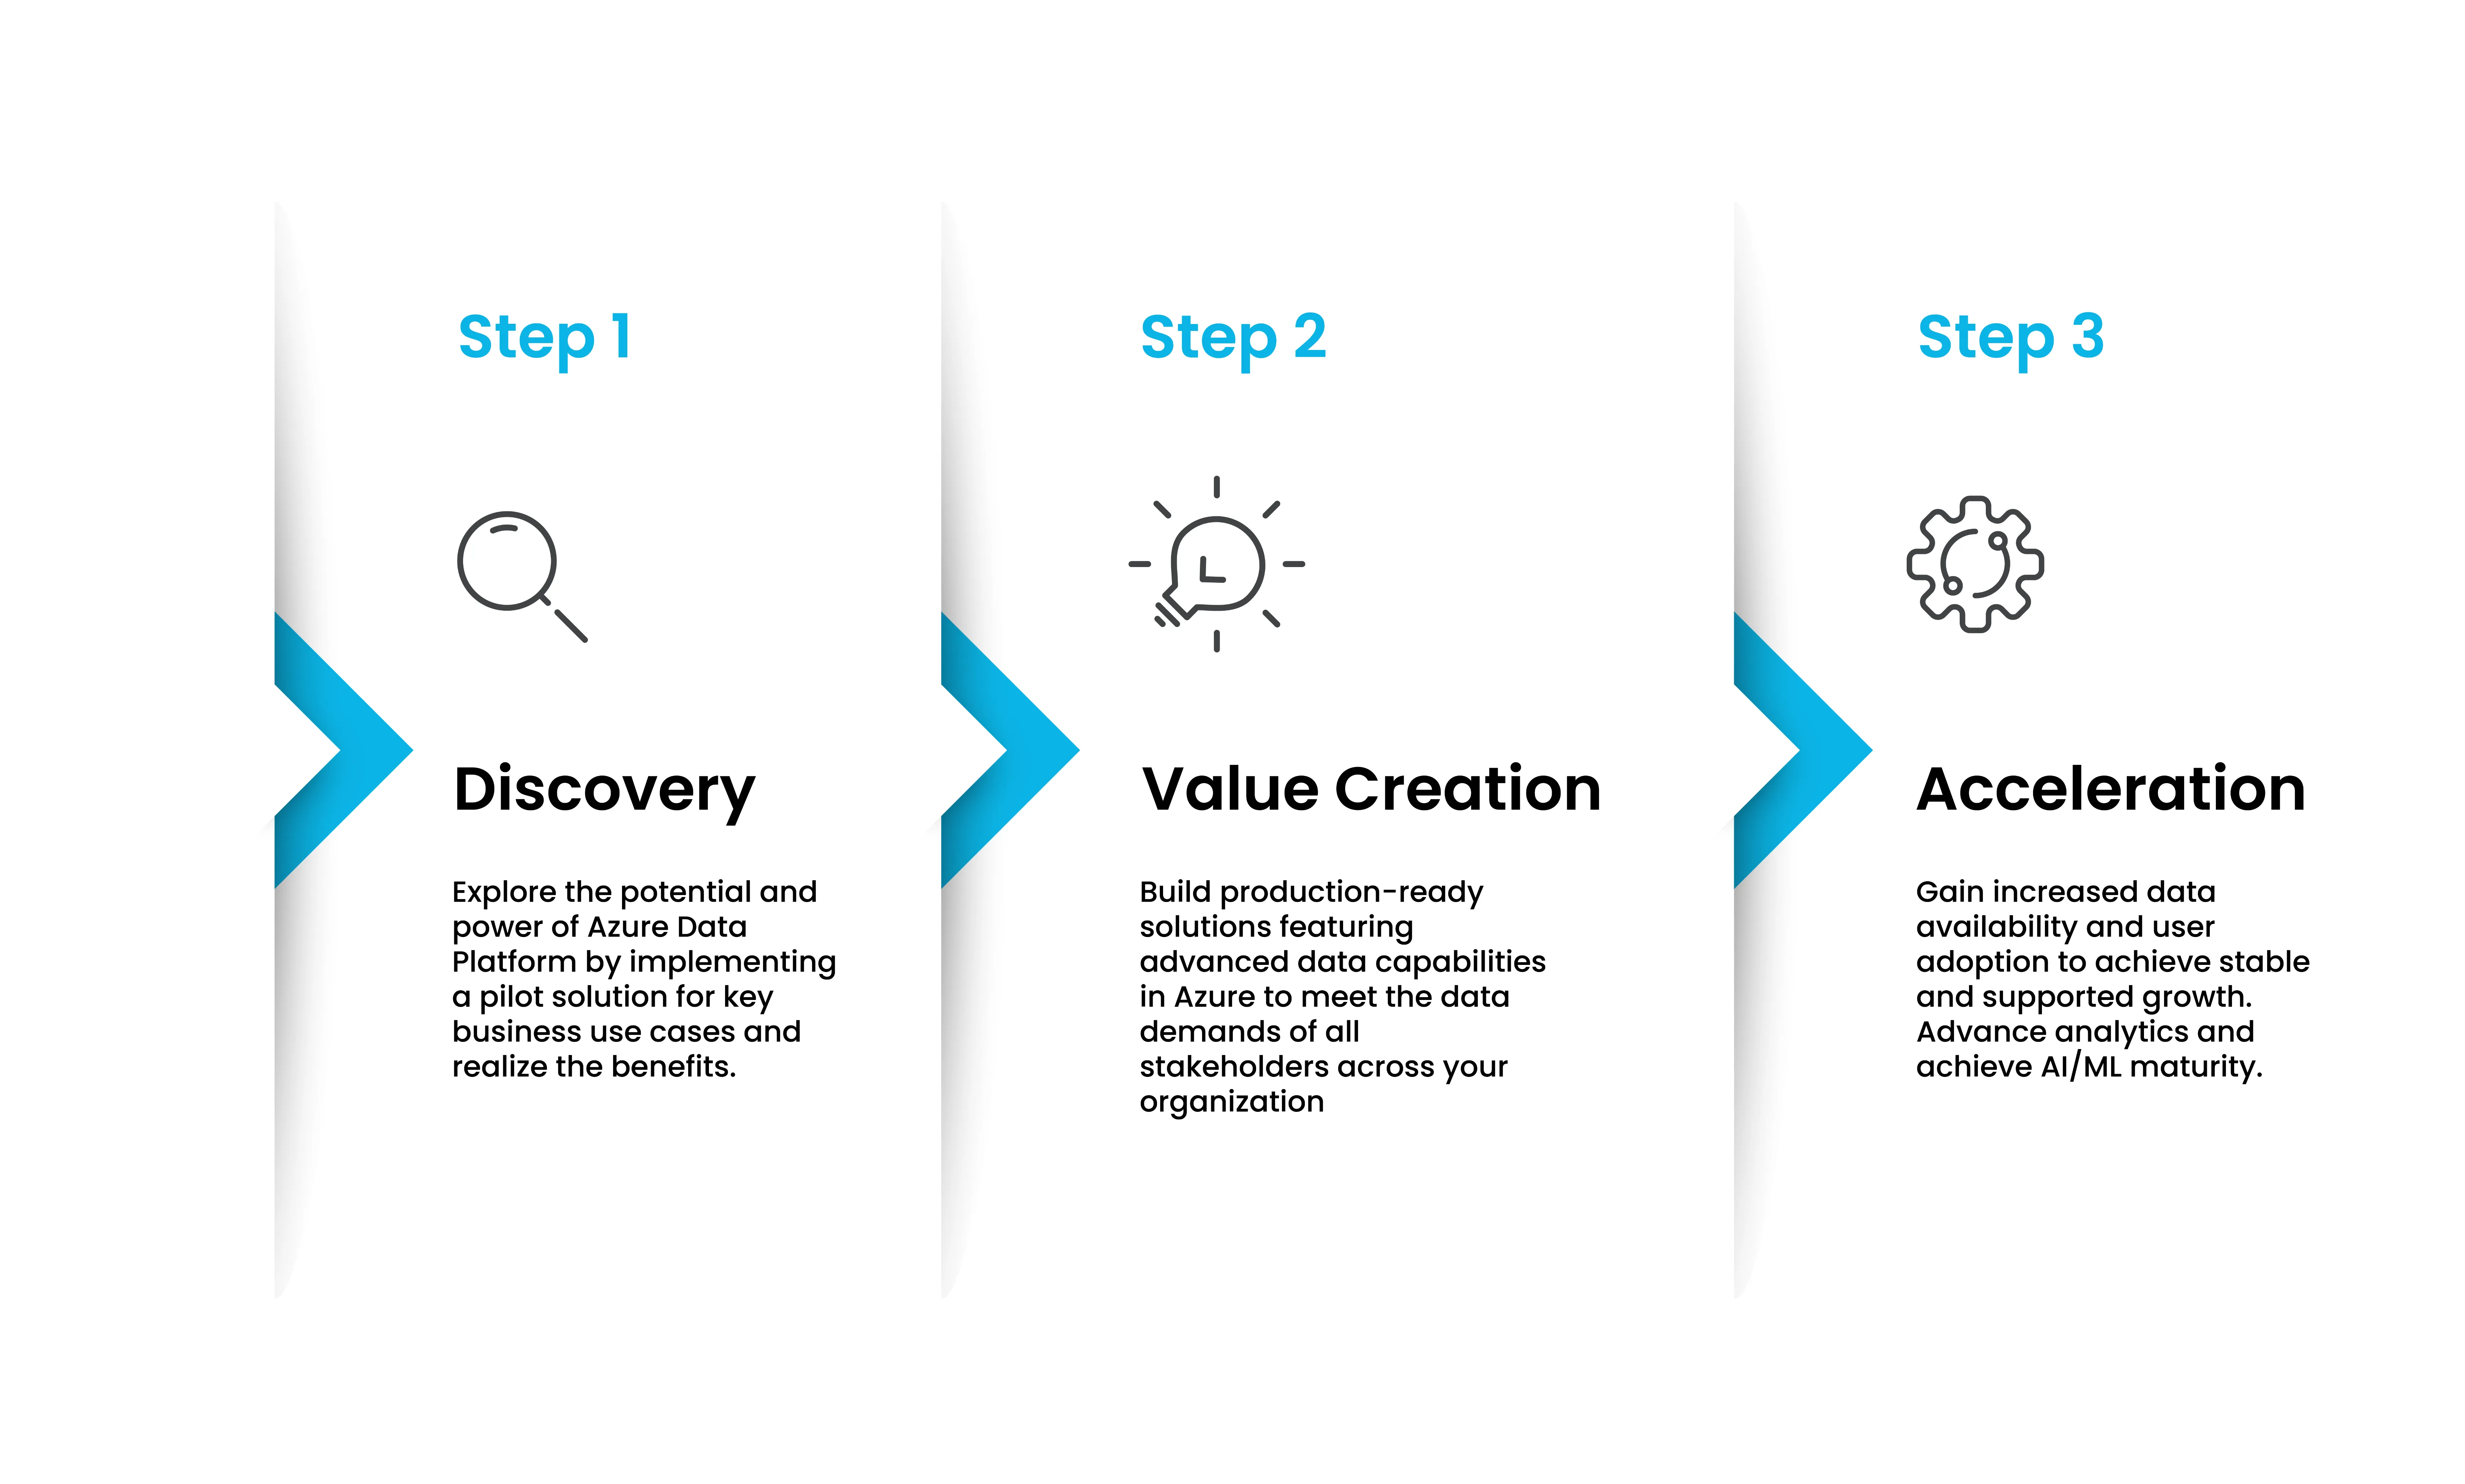 Step 1
Discovery
Explore the potential and
power of Azure Data
Platform by implementing
a pilot solution for key
business use cases and
realize the benefits.
Step 2
Value Creation
Build production-ready
solutions featuring
advanced data capabilities
in Azure to meet the data
demands of all
stakeholders across your
organization
Step 3
Acceleration
Gain increased data
availability and user
adoption to achieve stable
and supported growth.
Advance analytics and
achieve AI/ML maturity.